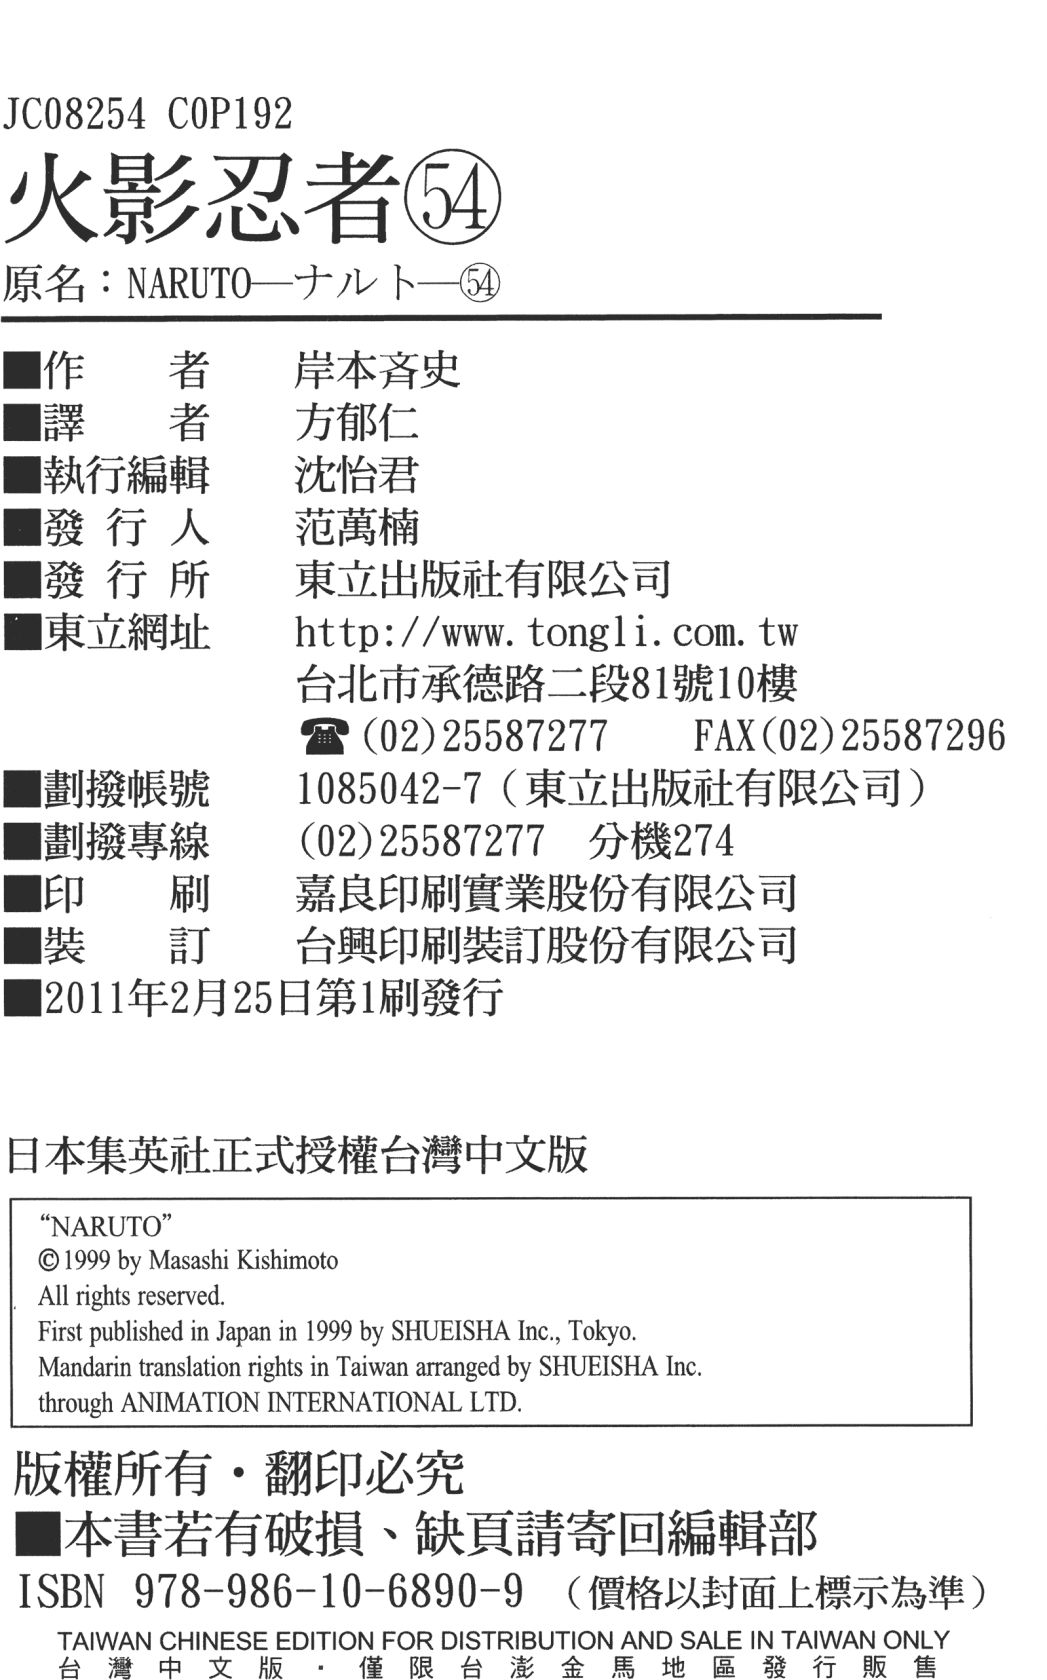 JC08254 C0P192
火影忍者54
原名：NARUTO—ナルト—54
■作　　者　　岸本斉史
■譯　　者　　方郁仁
■執行編輯　　沈怡君
■發 行 人　　范萬楠
■發 行 所　　東立出版社有限公司
■東立網址　　http://www.tongli.com.tw
台北市承德路二段81號10樓
☎(02)25587277　　FAX(02)25587296
■劃撥帳號　　1085042-7（東立出版社有限公司）
■劃撥專線　　(02)25587277　分機274
■印　　刷　　嘉良印刷實業股份有限公司
■裝　　訂　　台興印刷裝訂股份有限公司
■2011年2月25日第1刷發行
日本集英社正式授權台灣中文版
“NARUTO”
©1999 by Masashi Kishimoto
All rights reserved.
First published in Japan in 1999 by SHUEISHA Inc., Tokyo.
Mandarin translation rights in Taiwan arranged by SHUEISHA Inc.
through ANIMATION INTERNATIONAL LTD.
版權所有・翻印必究
■本書若有破損、缺頁請寄回編輯部
ISBN 978-986-10-6890-9 （價格以封面上標示為準）
TAIWAN CHINESE EDITION FOR DISTRIBUTION AND SALE IN TAIWAN ONLY
台灣中文版・僅限台澎金馬地區發行販售